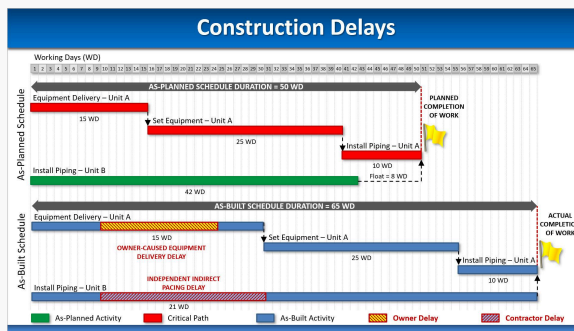 Construction Delays
Working Days (WD)
1 2 3 4 5 6 7 8 9 10 11 12 13 14 15 16 17 18 19 20 21 22 23 24 25 26 27 28 29 30 31 32 33 34 35 36 37 38 39 40 41 42 43 44 45 46 47 48 49 50 51 52 53 54 55 56 57 58 59 60 61 62 63 64 65
As-Planned Schedule
AS-PLANNED SCHEDULE DURATION = 50 WD
Equipment Delivery – Unit A
15 WD
Set Equipment – Unit A
25 WD
Install Piping – Unit A
10 WD
PLANNED
COMPLETION
OF WORK
Install Piping – Unit B
42 WD
Float = 8 WD
As-Built Schedule
AS-BUILT SCHEDULE DURATION = 65 WD
Equipment Delivery – Unit A
15 WD
OWNER-CAUSED EQUIPMENT
DELIVERY DELAY
Set Equipment – Unit A
25 WD
Install Piping – Unit A
10 WD
ACTUAL
COMPLETION
OF WORK
INDEPENDENT INDIRECT
PACING DELAY
Install Piping – Unit B
21 WD
As-Planned Activity
Critical Path
As-Built Activity
Owner Delay
Contractor Delay